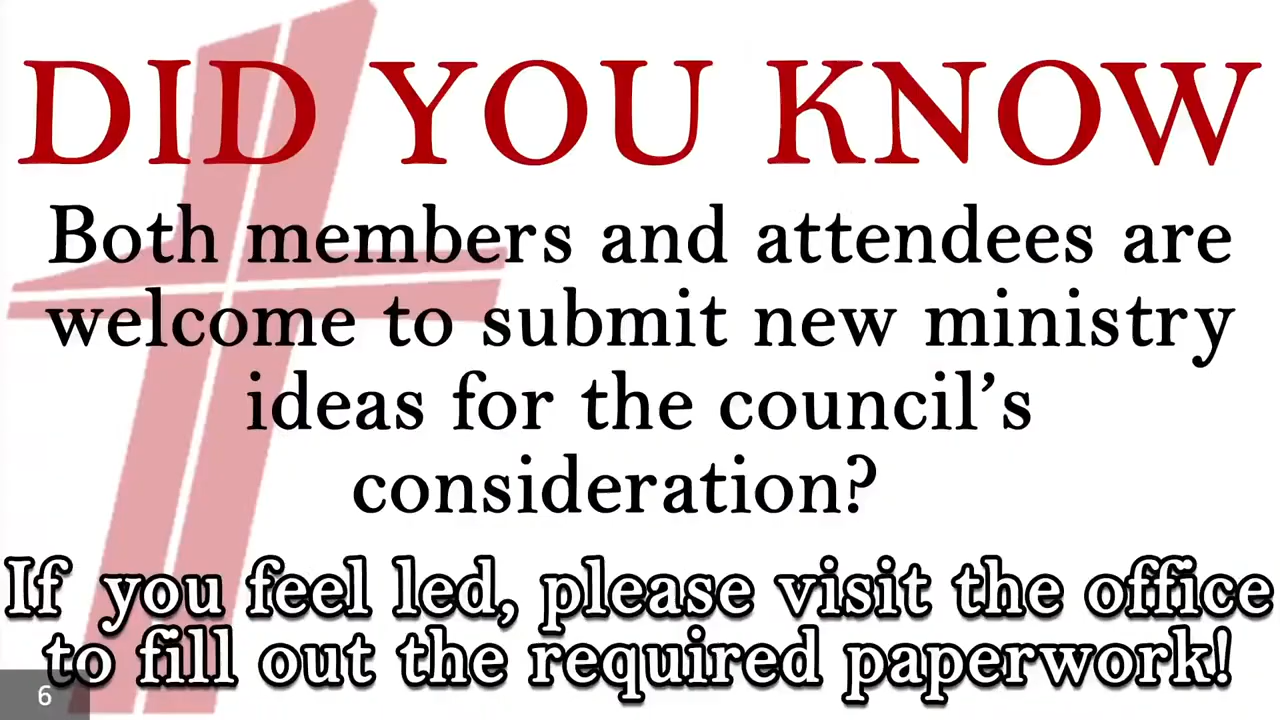 DID YOU KNOW
Both members and attendees are
welcome to submit new ministry
ideas for the council’s
consideration?
If you feel led, please visit the office
to fill out the required paperwork!
6